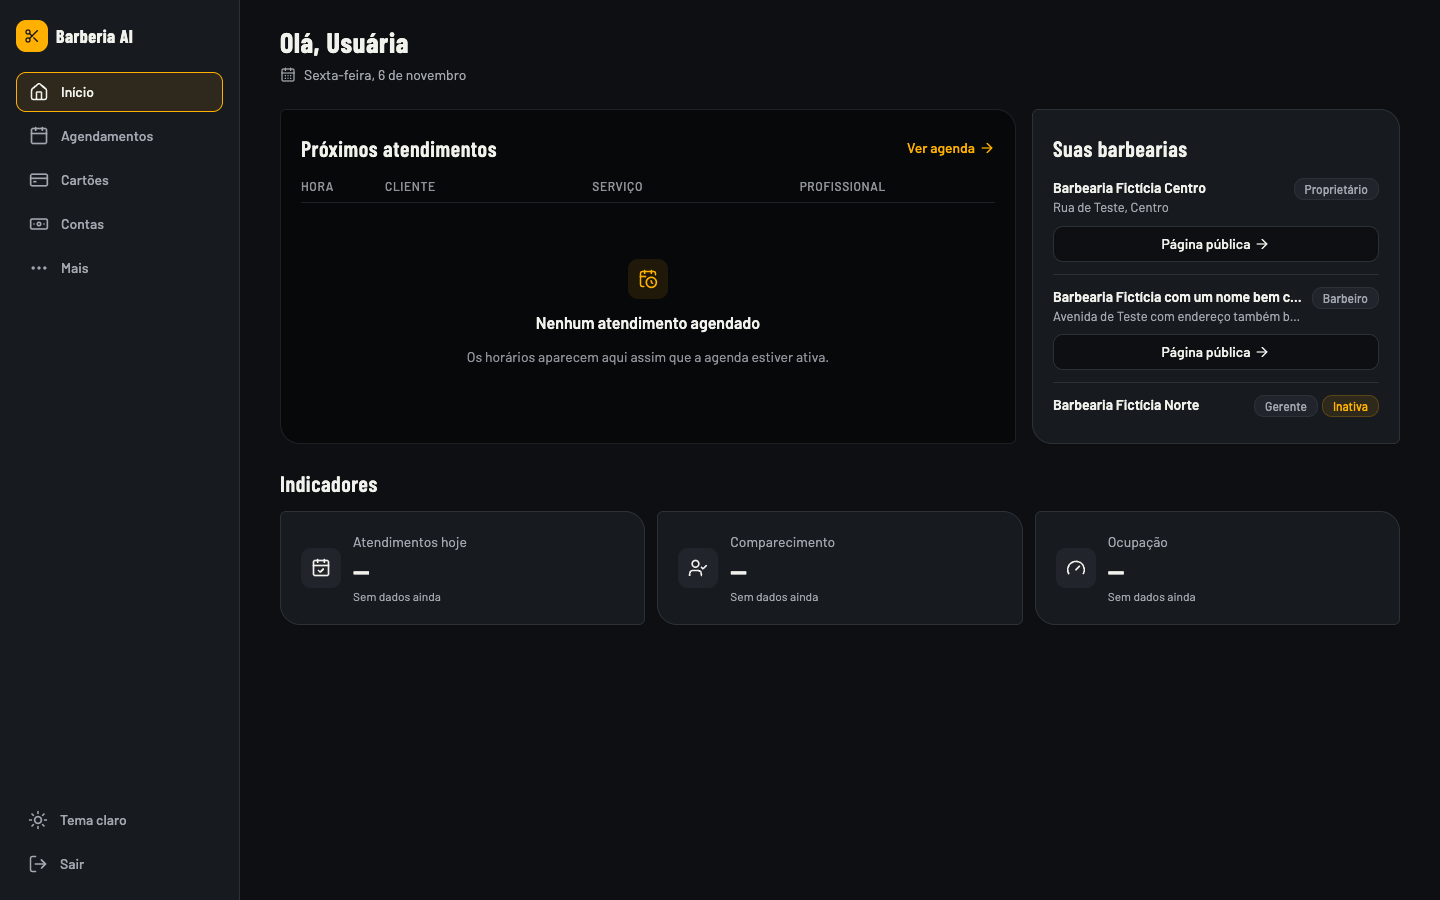 Barberia AI
Início
Agendamentos
Cartões
Contas
Mais
Tema claro
Sair
Olá, Usuária
Sexta-feira, 6 de novembro
Próximos atendimentos
Ver agenda
HORA CLIENTE SERVIÇO PROFISSIONAL
Nenhum atendimento agendado
Os horários aparecem aqui assim que a agenda estiver ativa.
Suas barbearias
Barbearia Fictícia Centro Proprietário
Rua de Teste, Centro
Página pública
Barbearia Fictícia com um nome bem c... Barbeiro
Avenida de Teste com endereço também b...
Página pública
Barbearia Fictícia Norte Gerente Inativa
Indicadores
Atendimentos hoje
—
Sem dados ainda
Comparecimento
—
Sem dados ainda
Ocupação
—
Sem dados ainda